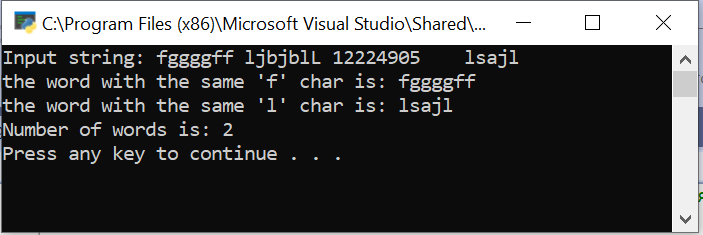 C:\Program Files (x86)\Microsoft Visual Studio\Shared\...
Input string: fggggff ljbjblL 12224905    lsajl
the word with the same 'f' char is: fggggff
the word with the same 'l' char is: lsajl
Number of words is: 2
Press any key to continue . . .